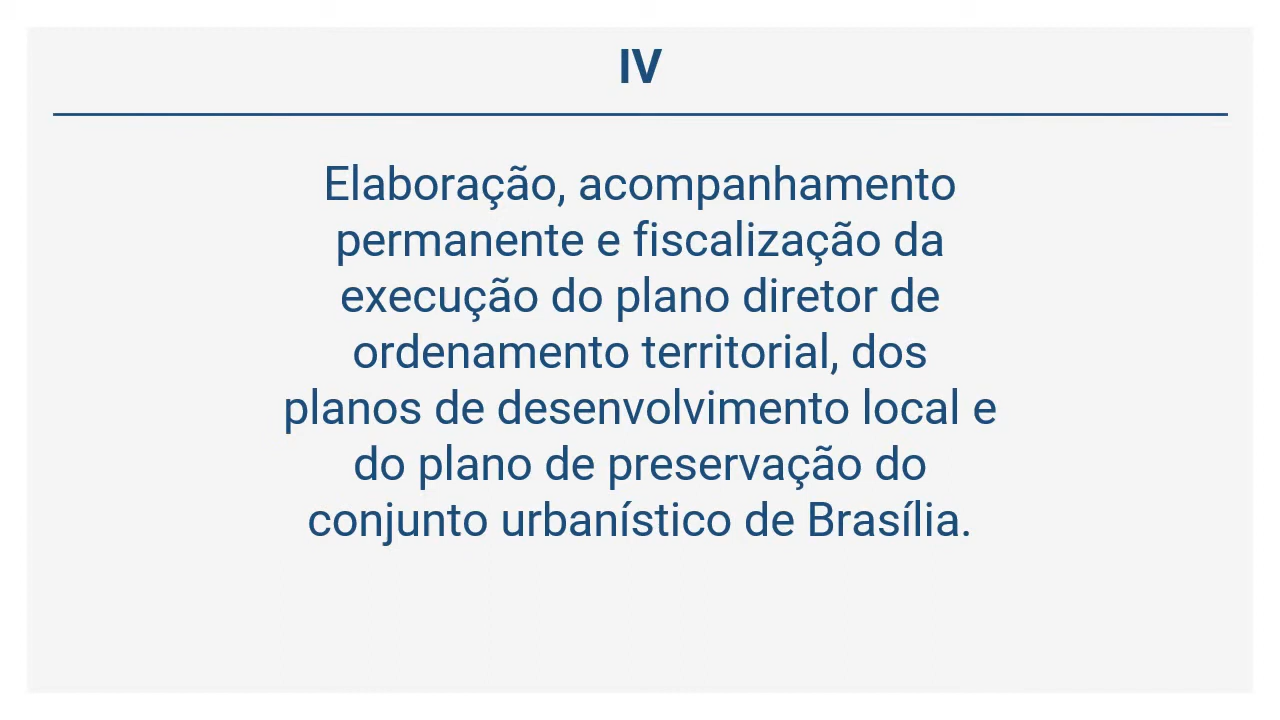 IV
Elaboração, acompanhamento
permanente e fiscalização da
execução do plano diretor de
ordenamento territorial, dos
planos de desenvolvimento local e
do plano de preservação do
conjunto urbanístico de Brasília.